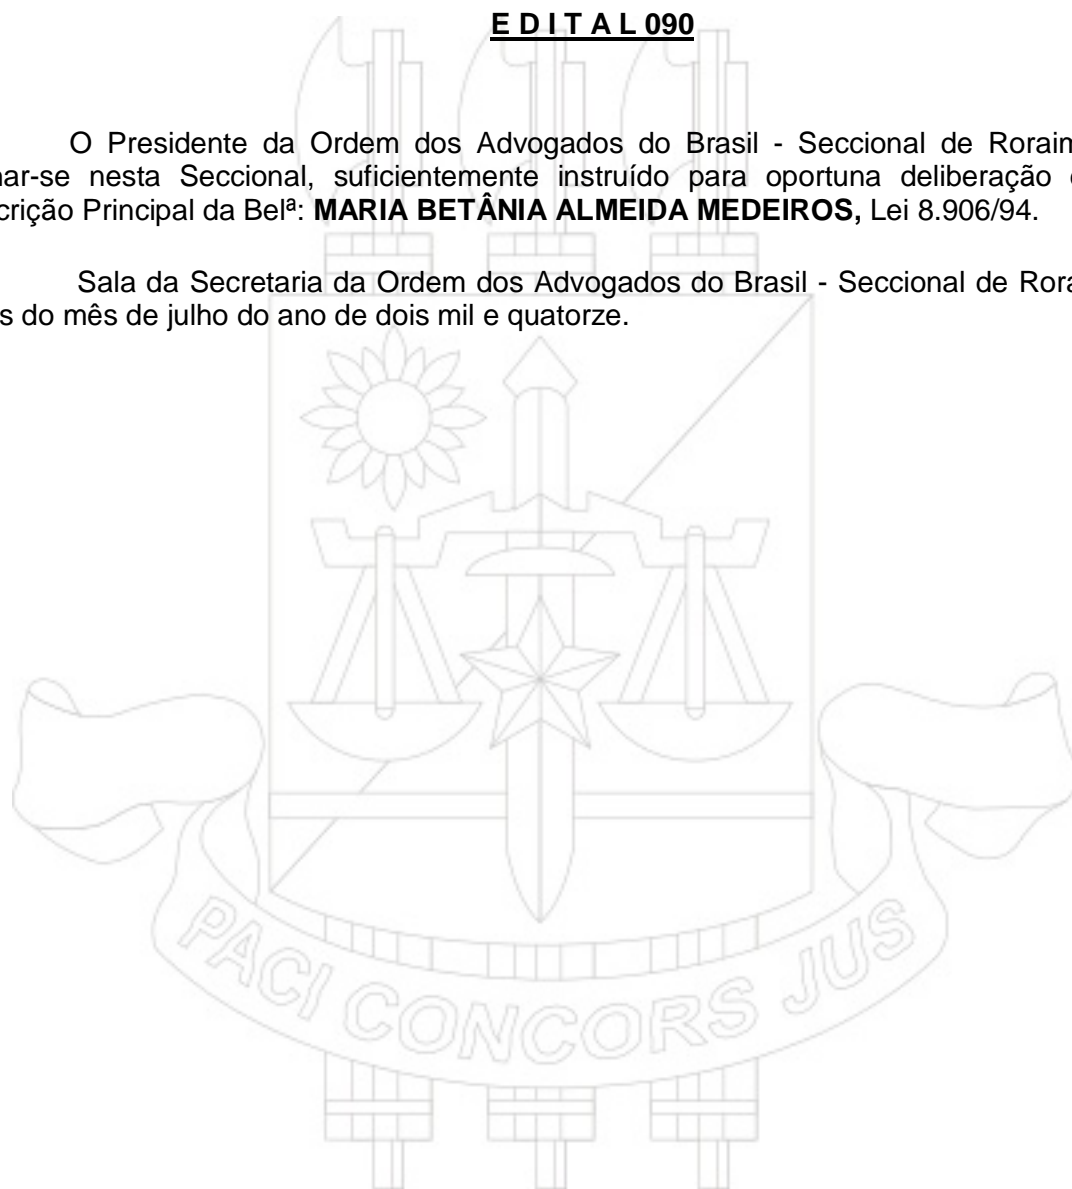 E D I T A L 090
O Presidente da Ordem dos Advogados do Brasil - Seccional de Roraim
ar-se nesta Seccional, suficientemente instruído para oportuna deliberação
crição Principal da Belª: MARIA BETÂNIA ALMEIDA MEDEIROS, Lei 8.906/94.
Sala da Secretaria da Ordem dos Advogados do Brasil - Seccional de Rora
s do mês de julho do ano de dois mil e quatorze.
PACI CONCORS JUS